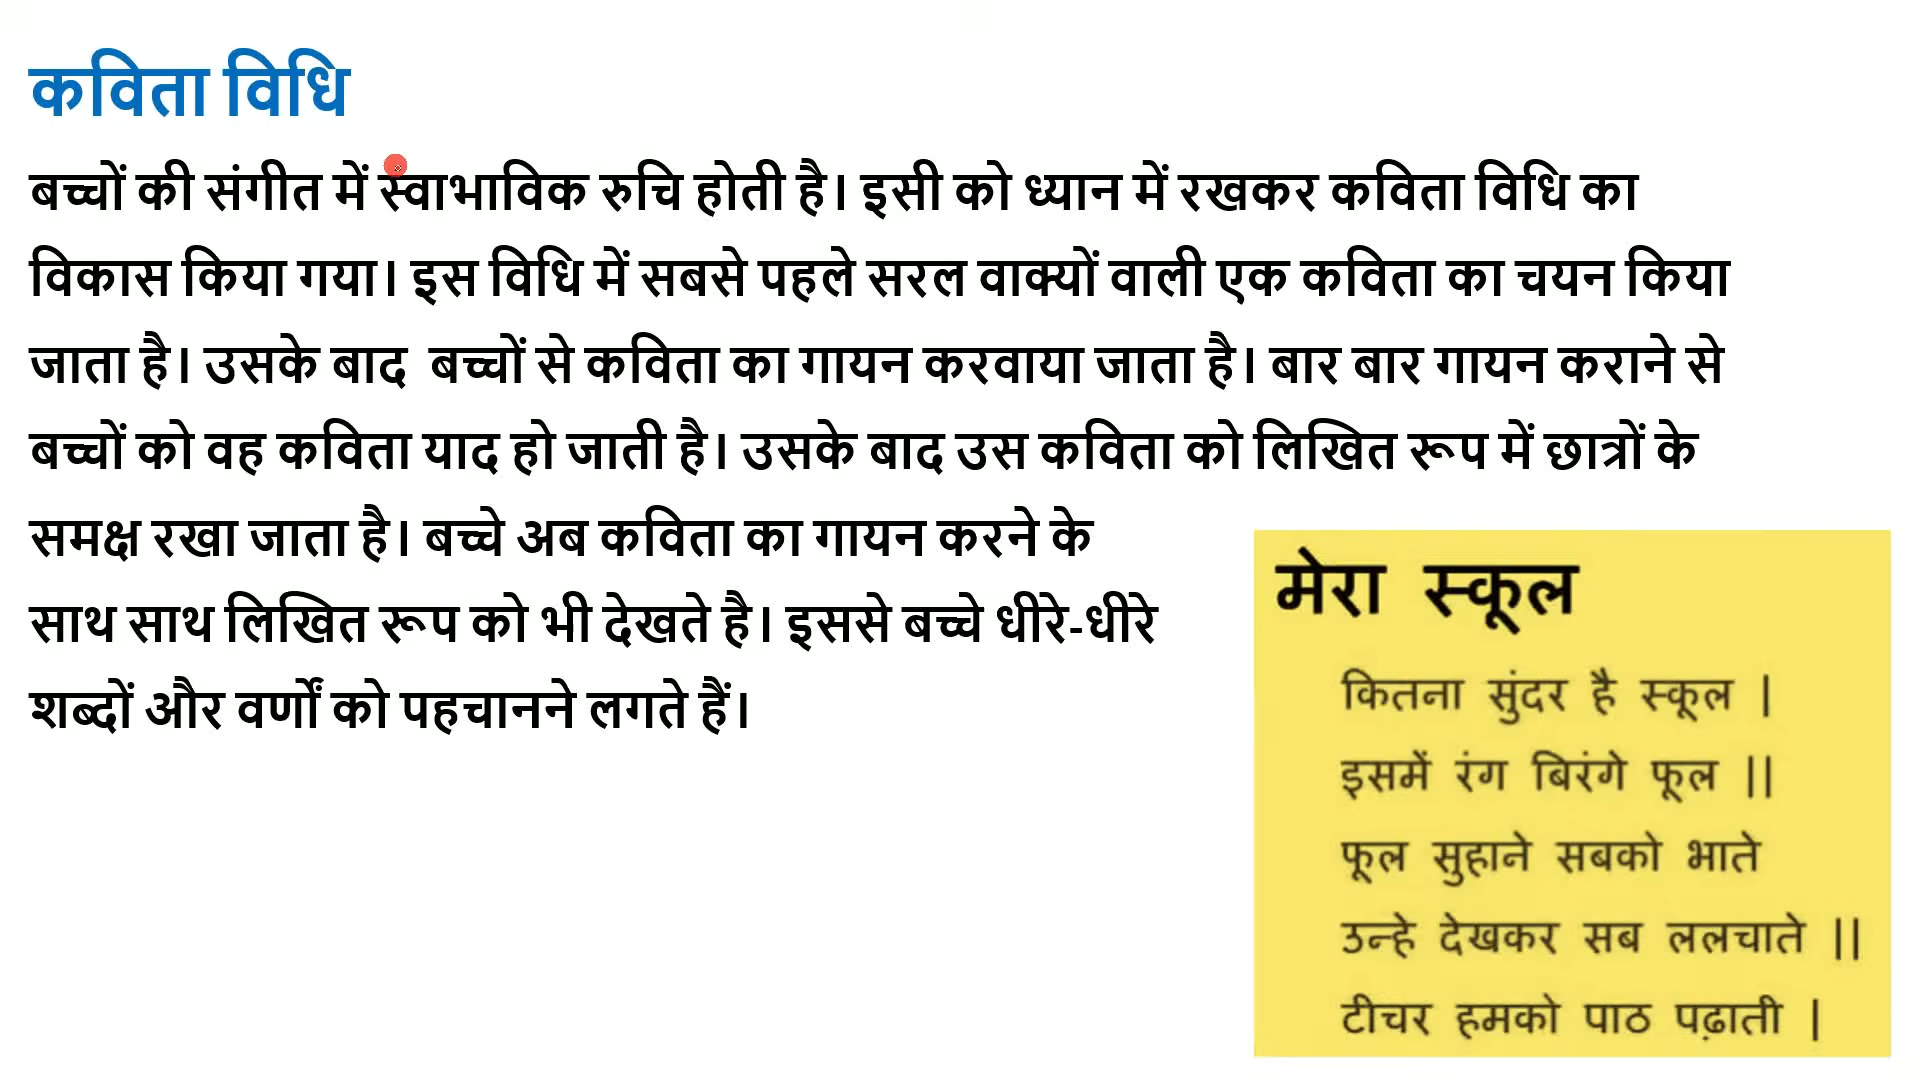 कविता विधि
बच्चों की संगीत में स्वाभाविक रुचि होती है। इसी को ध्यान में रखकर कविता विधि का
विकास किया गया। इस विधि में सबसे पहले सरल वाक्यों वाली एक कविता का चयन किया
जाता है। उसके बाद बच्चों से कविता का गायन करवाया जाता है। बार बार गायन कराने से
बच्चों को वह कविता याद हो जाती है। उसके बाद उस कविता को लिखित रूप में छात्रों के
समक्ष रखा जाता है। बच्चे अब कविता का गायन करने के
साथ साथ लिखित रूप को भी देखते है। इससे बच्चे धीरे-धीरे
शब्दों और वर्णों को पहचानने लगते हैं।
मेरा स्कूल
कितना सुंदर है स्कूल |
इसमें रंग बिरंगे फूल ||
फूल सुहाने सबको भाते
उन्हे देखकर सब ललचाते ||
टीचर हमको पाठ पढ़ाती |